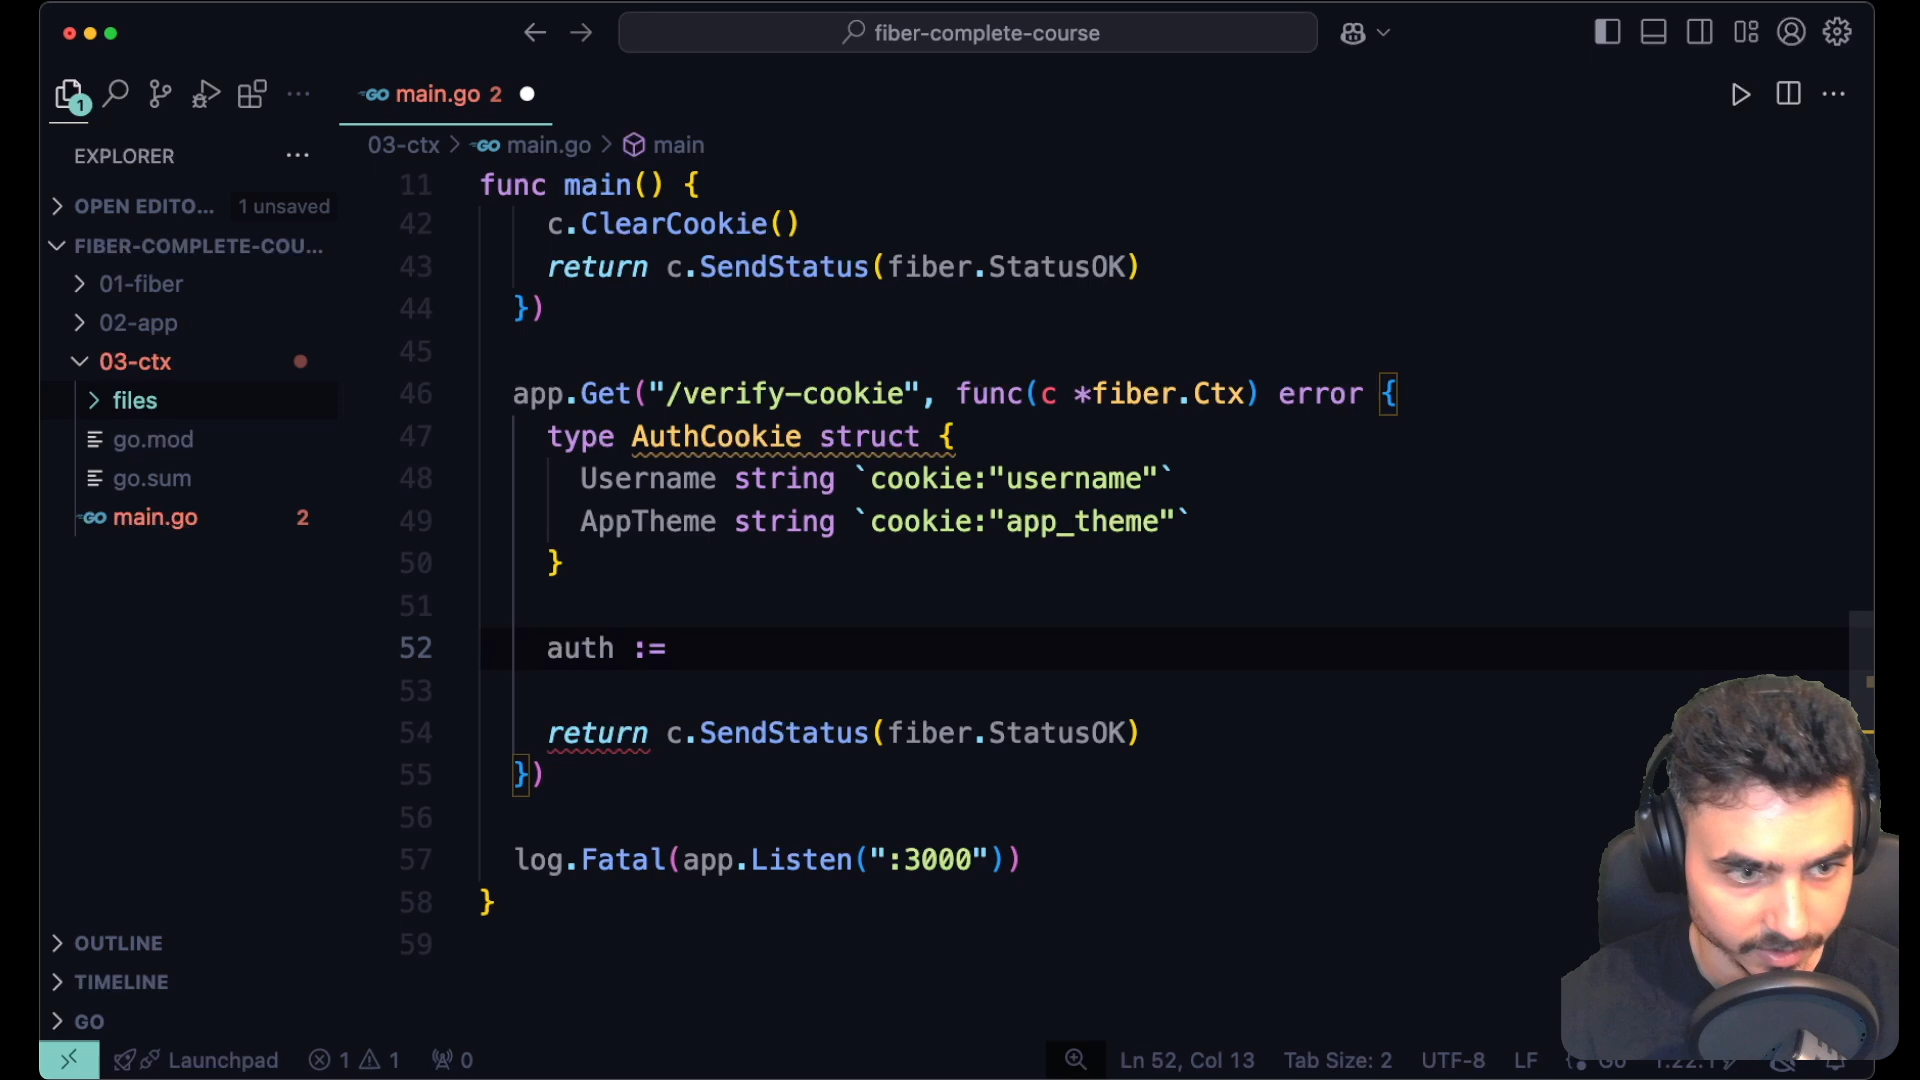 fiber-complete-course
1
main.go 2
EXPLORER
03-ctx > main.go > main
OPEN EDITO... 1 unsaved
FIBER-COMPLETE-COU...
01-fiber
02-app
03-ctx
files
go.mod
go.sum
main.go 2
11 func main() {
42 c.ClearCookie()
43 return c.SendStatus(fiber.StatusOK)
44 })
45
46 app.Get("/verify-cookie", func(c *fiber.Ctx) error {
47 type AuthCookie struct {
48 Username string `cookie:"username"`
49 AppTheme string `cookie:"app_theme"`
50 }
51
52 auth :=
53
54 return c.SendStatus(fiber.StatusOK)
55 })
56
57 log.Fatal(app.Listen(":3000"))
58 }
59
OUTLINE
TIMELINE
GO
Launchpad 1 1 0
Ln 52, Col 13 Tab Size: 2 UTF-8 LF Go